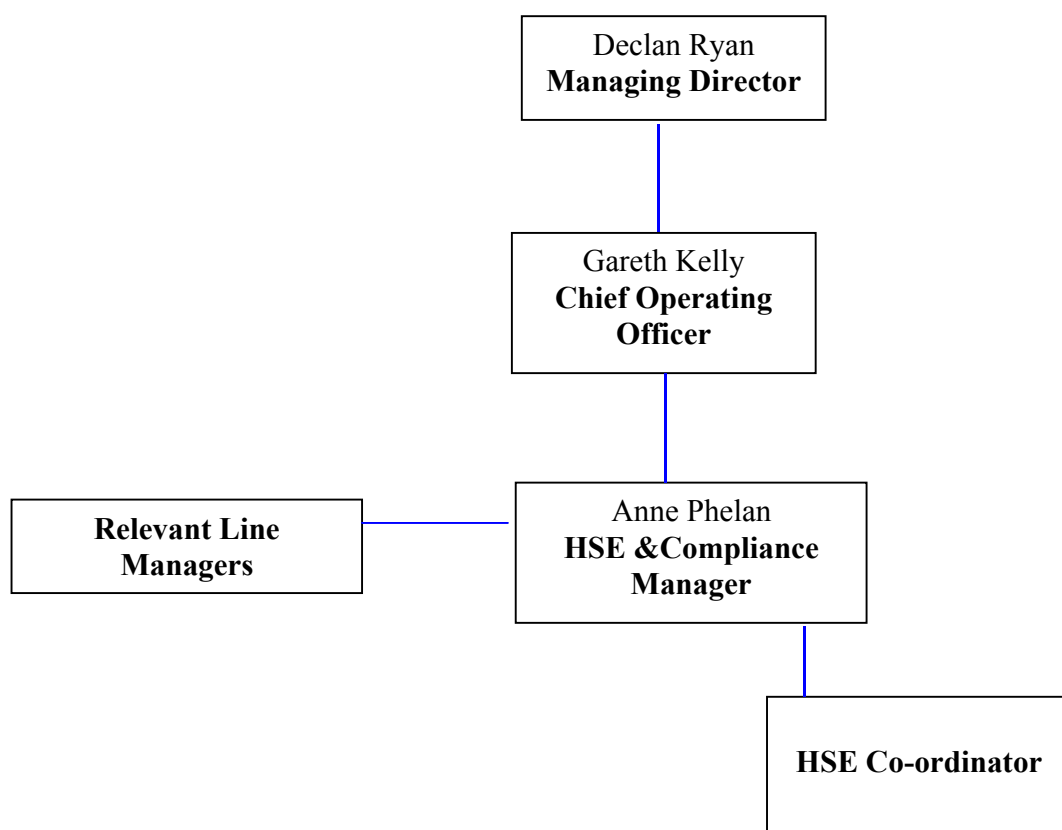 Declan Ryan
Managing Director
Gareth Kelly
Chief Operating
Officer
Relevant Line
Managers
Anne Phelan
HSE &Compliance
Manager
HSE Co-ordinator